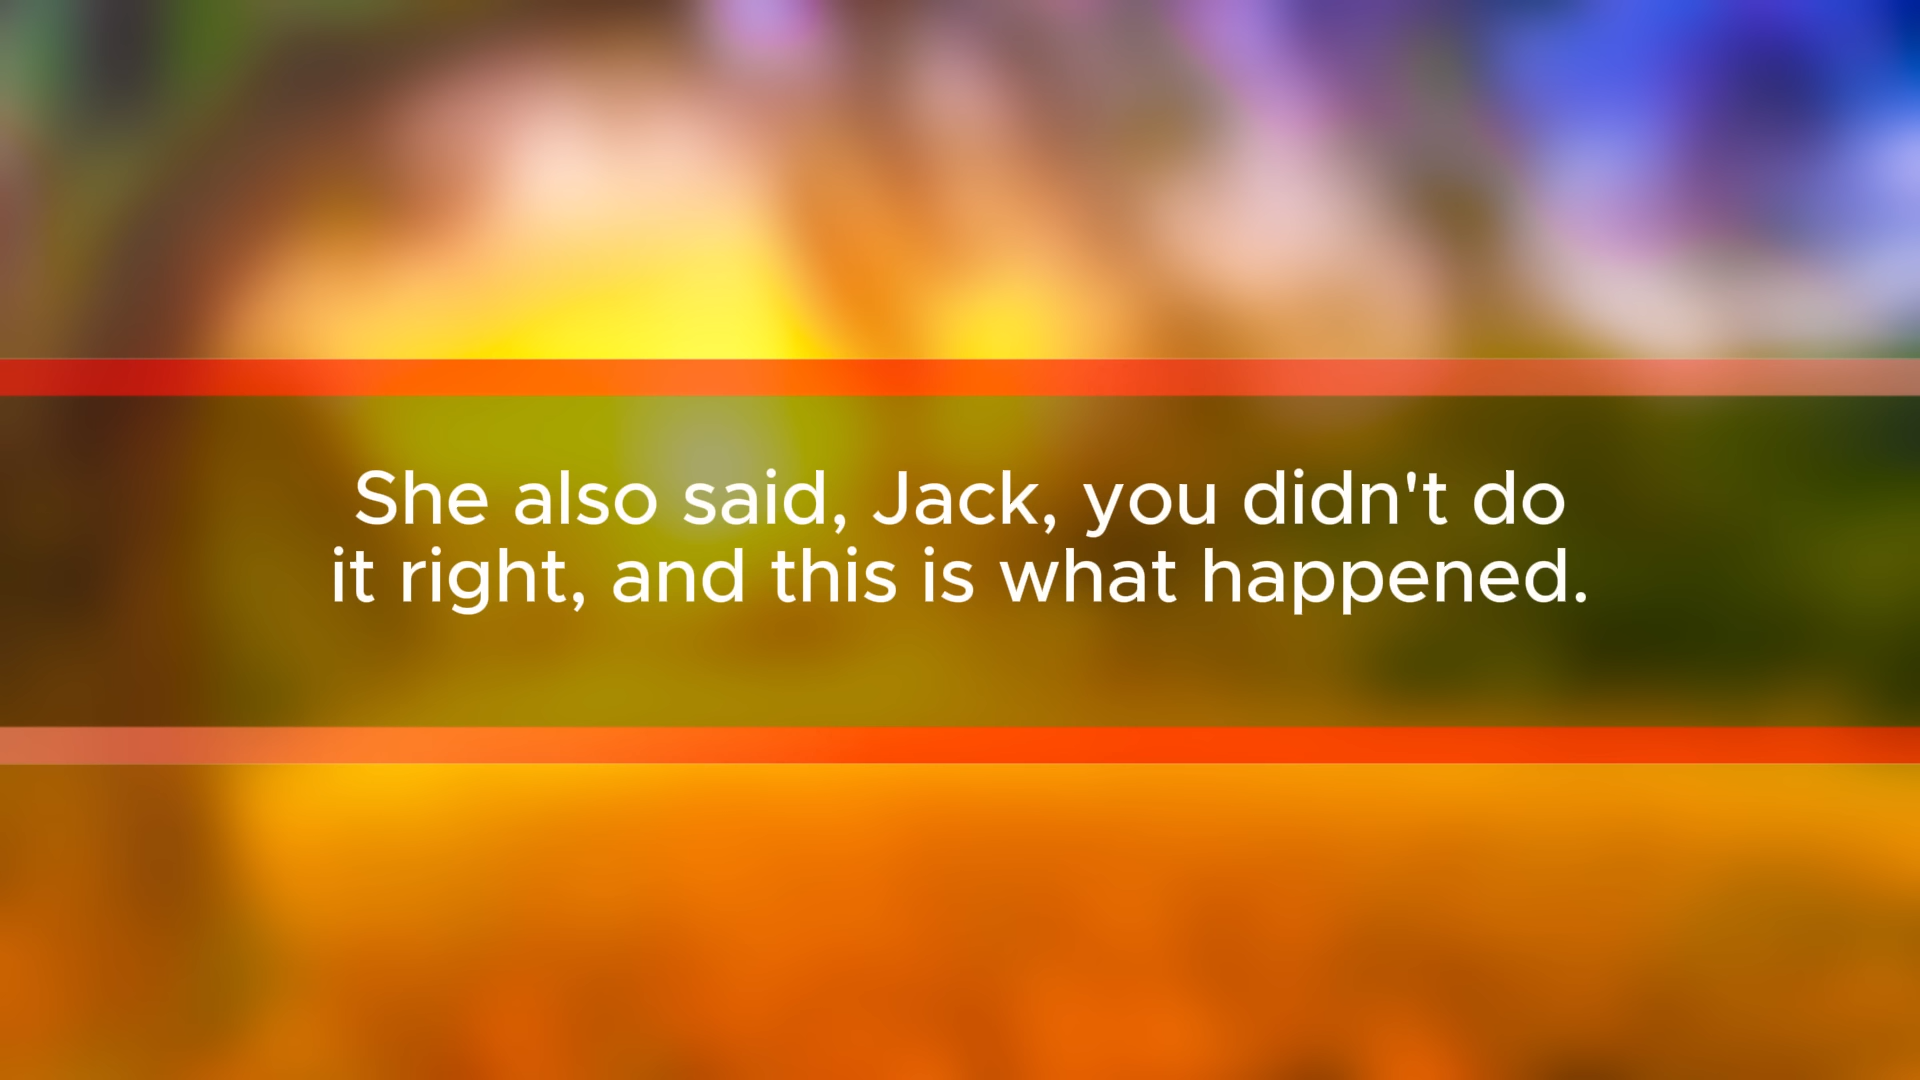 She also said, Jack, you didn't do
it right, and this is what happened.